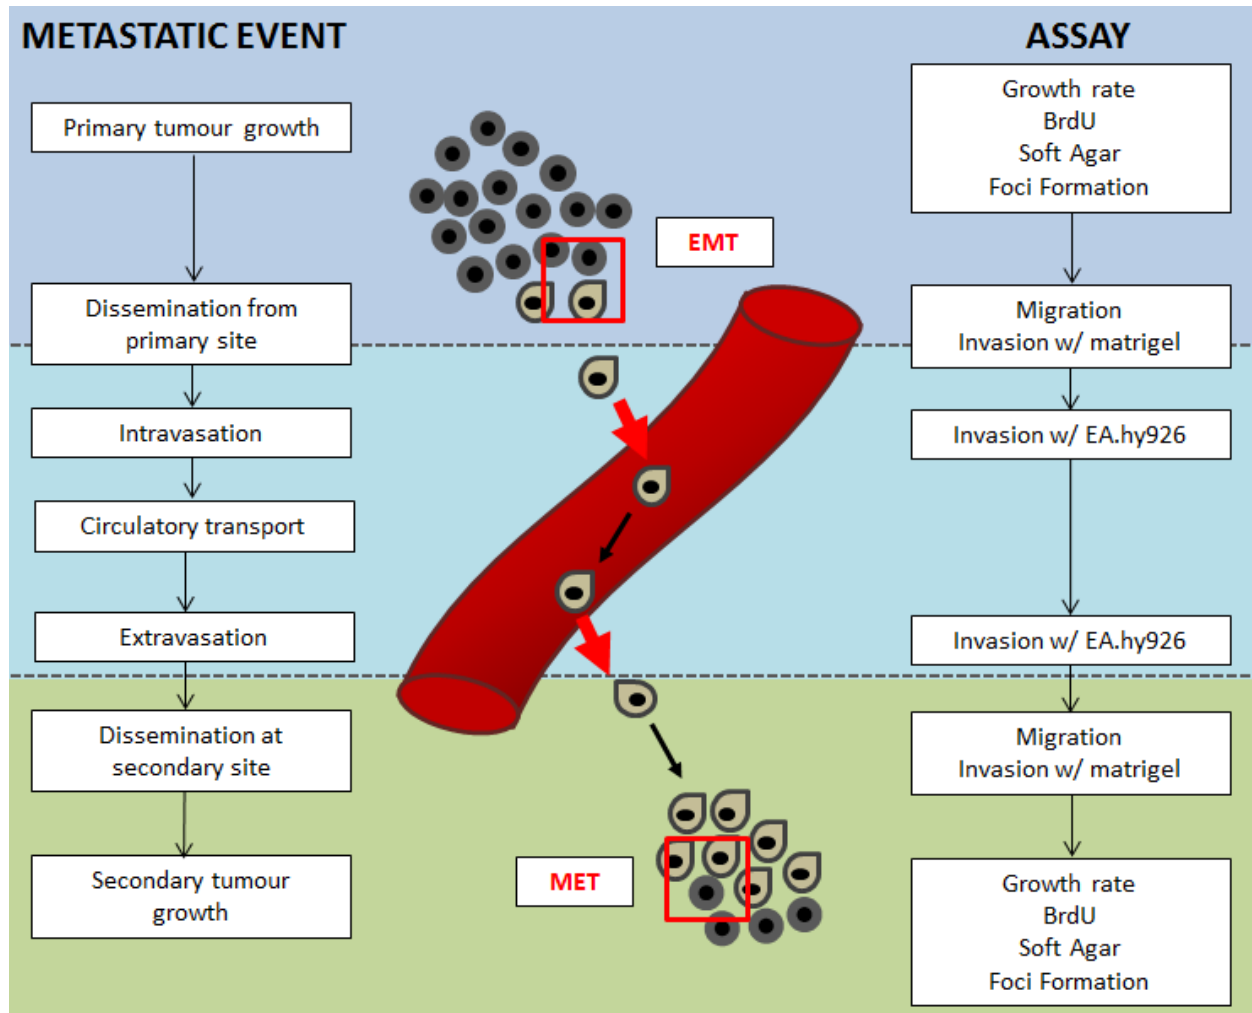 METASTATIC EVENT
ASSAY
Primary tumour growth
Growth rate
BrdU
Soft Agar
Foci Formation
EMT
Dissemination from
primary site
Migration
Invasion w/ matrigel
Intravasation
Invasion w/ EA.hy926
Circulatory transport
Extravasation
Invasion w/ EA.hy926
Dissemination at
secondary site
Migration
Invasion w/ matrigel
MET
Secondary tumour
growth
Growth rate
BrdU
Soft Agar
Foci Formation